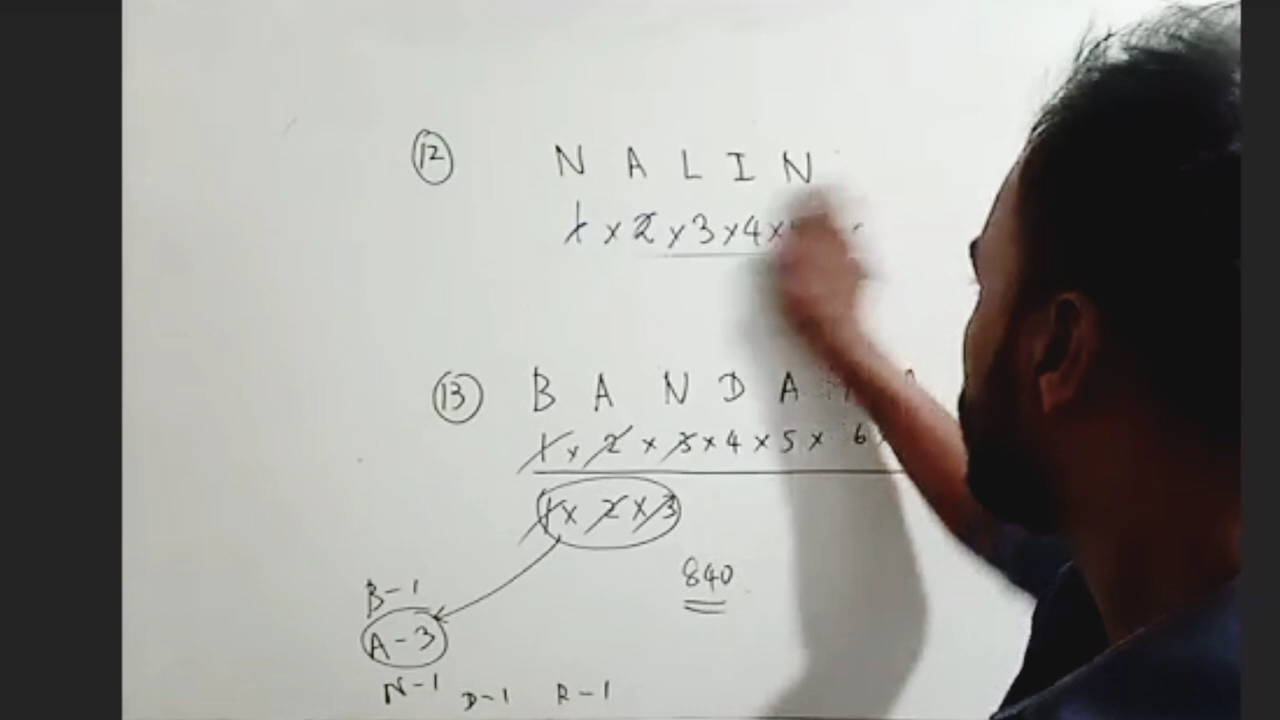 12 N A L I N
1 x 2 x 3 x 4 x
13 B A N D A
1 x 2 x 3 x 4 x 5 x 6
1 x 2 x 3
840
B-1
A-3
N-1 D-1 R-1